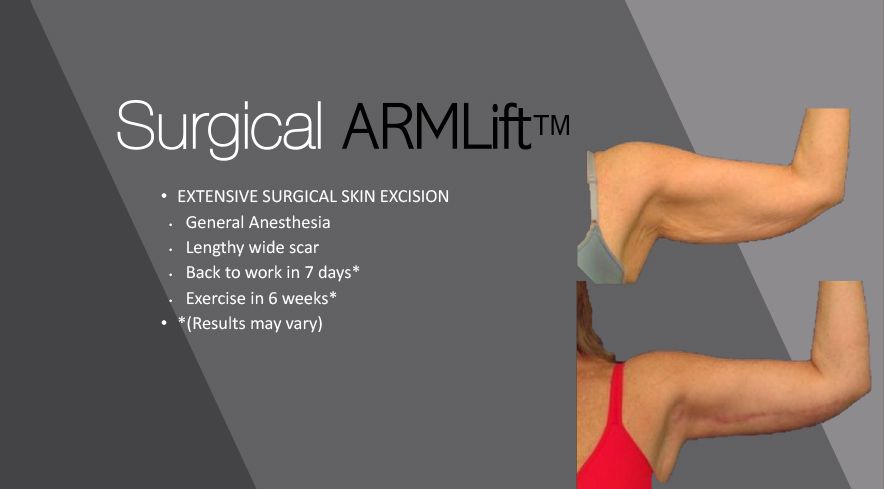 Surgical ARMLift™
• EXTENSIVE SURGICAL SKIN EXCISION
• General Anesthesia
• Lengthy wide scar
• Back to work in 7 days*
• Exercise in 6 weeks*
• *(Results may vary)